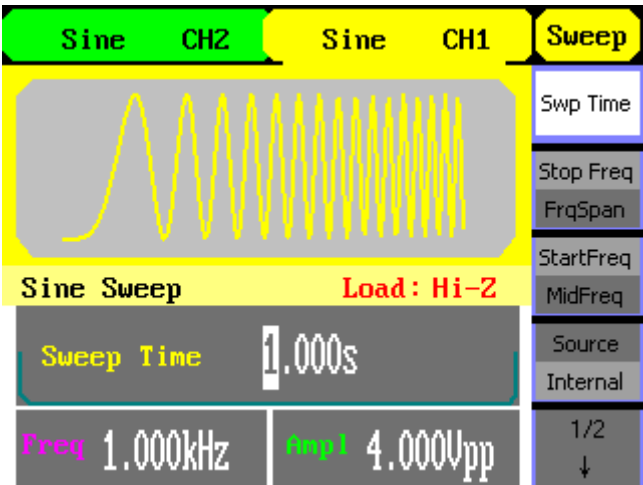 Sine CH2 Sine CH1 Sweep
Swp Time
Stop Freq
FrqSpan
StartFreq
MidFreq
Source
Internal
1/2
↓
Sine Sweep Load: Hi-Z
Sweep Time 1.000s
Freq 1.000kHz Ampl 4.000Vpp